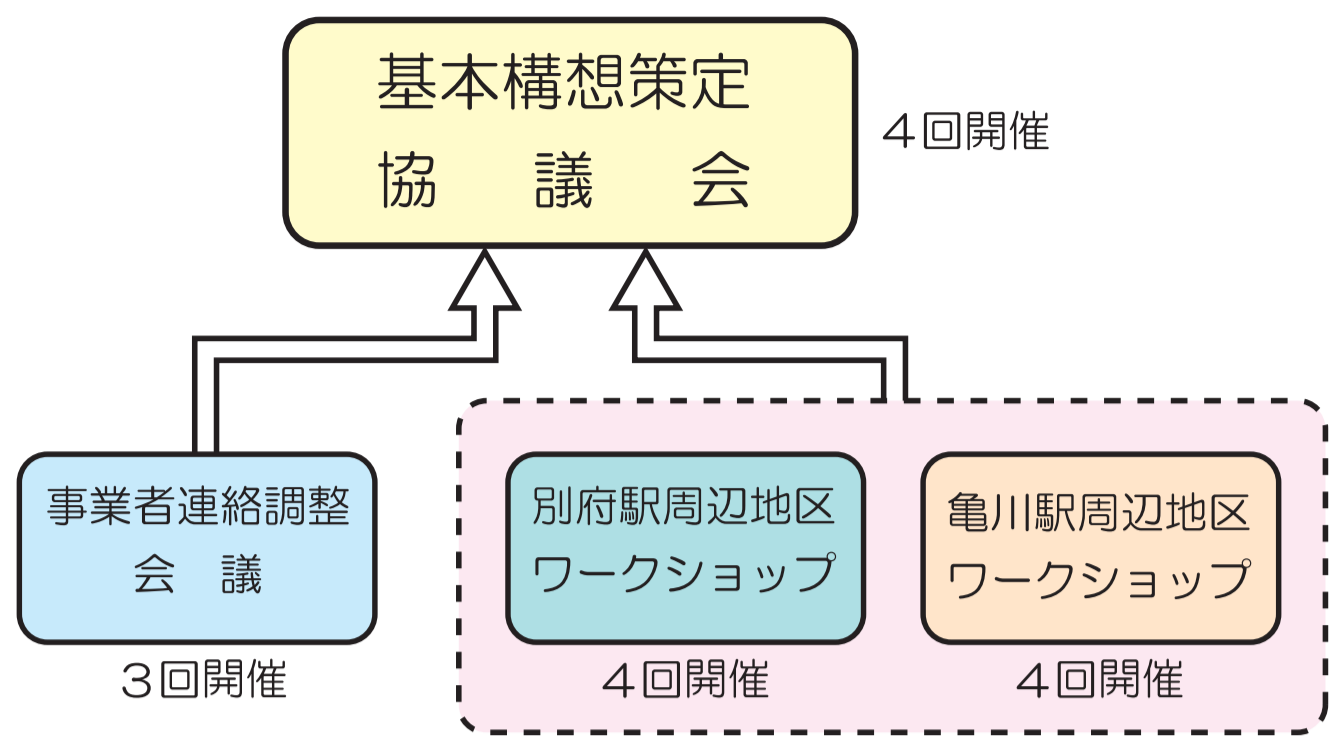 基本構想策定
協　議　会
４回開催
事業者連絡調整
会　議
３回開催
別府駅周辺地区
ワークショップ
４回開催
亀川駅周辺地区
ワークショップ
４回開催